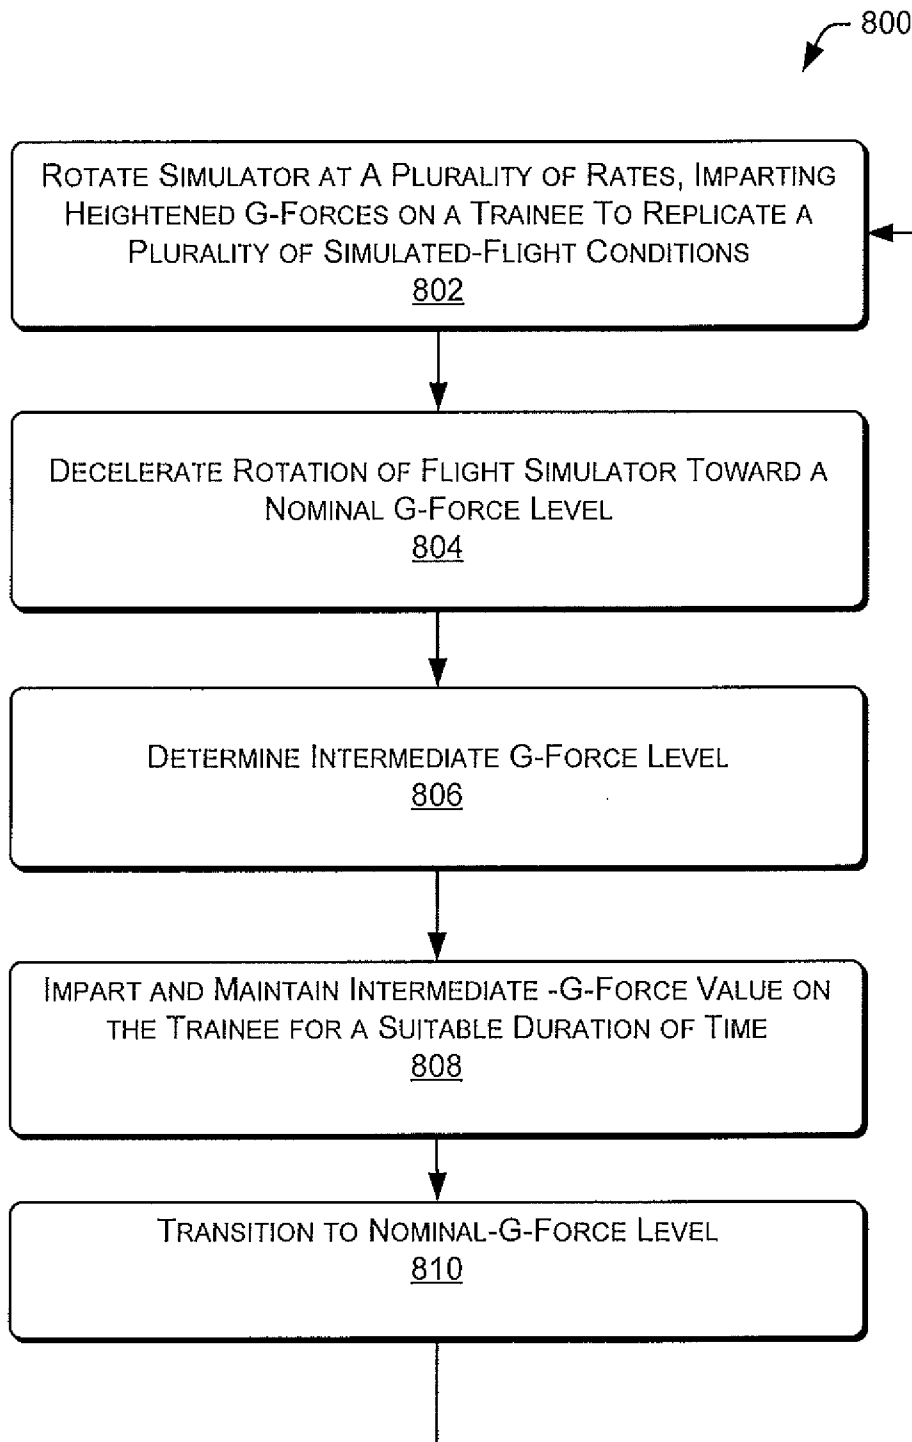 800
ROTATE SIMULATOR AT A PLURALITY OF RATES, IMPARTING
HEIGHTENED G-FORCES ON A TRAINEE TO REPLICATE A
PLURALITY OF SIMULATED-FLIGHT CONDITIONS
802
DECELERATE ROTATION OF FLIGHT SIMULATOR TOWARD A
NOMINAL G-FORCE LEVEL
804
DETERMINE INTERMEDIATE G-FORCE LEVEL
806
IMPART AND MAINTAIN INTERMEDIATE -G-FORCE VALUE ON
THE TRAINEE FOR A SUITABLE DURATION OF TIME
808
TRANSITION TO NOMINAL-G-FORCE LEVEL
810